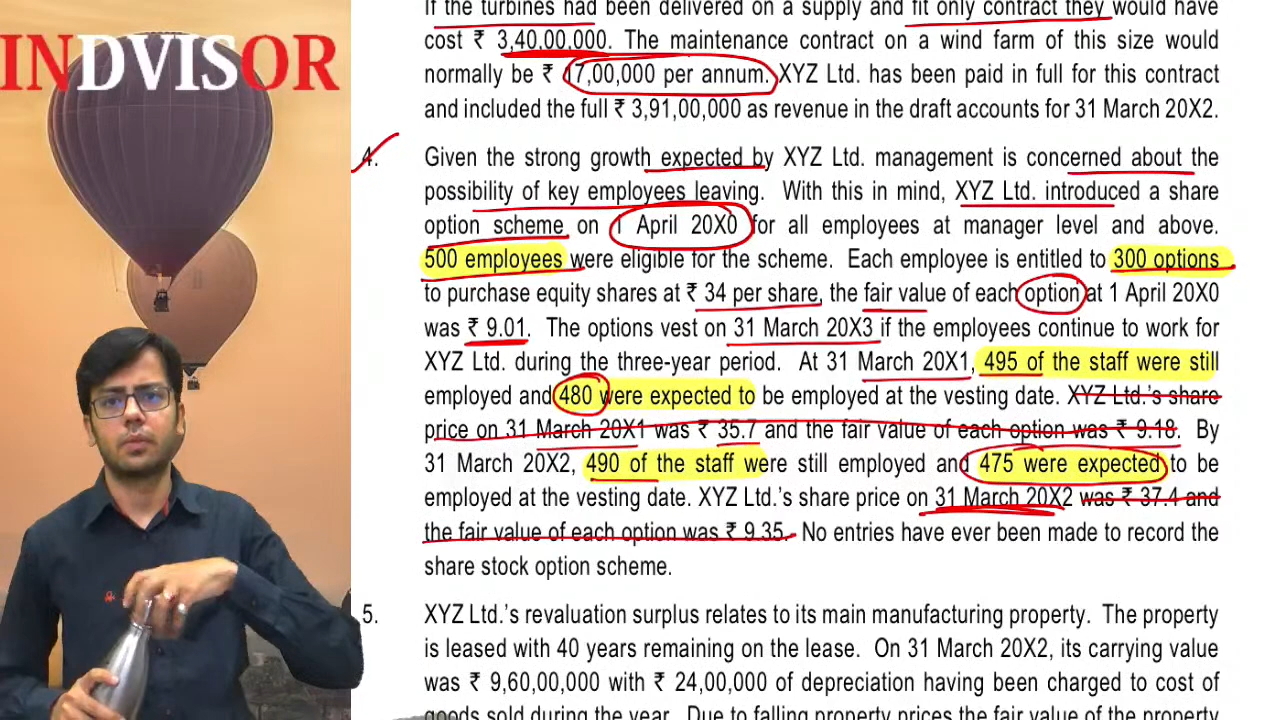 If the turbines had been delivered on a supply and fit only contract they would have
INDVISOR
cost ₹ 3,40,00,000. The maintenance contract on a wind farm of this size would
normally be ₹ 17,00,000 per annum. XYZ Ltd. has been paid in full for this contract
and included the full ₹ 3,91,00,000 as revenue in the draft accounts for 31 March 20X2.
4. Given the strong growth expected by XYZ Ltd. management is concerned about the
possibility of key employees leaving. With this in mind, XYZ Ltd. introduced a share
option scheme on 1 April 20X0 for all employees at manager level and above.
500 employees were eligible for the scheme. Each employee is entitled to 300 options
to purchase equity shares at ₹ 34 per share, the fair value of each option at 1 April 20X0
was ₹ 9.01. The options vest on 31 March 20X3 if the employees continue to work for
XYZ Ltd. during the three-year period. At 31 March 20X1, 495 of the staff were still
employed and 480 were expected to be employed at the vesting date. XYZ Ltd.'s share
price on 31 March 20X1 was ₹ 35.7 and the fair value of each option was ₹ 9.18. By
31 March 20X2, 490 of the staff were still employed and 475 were expected to be
employed at the vesting date. XYZ Ltd.'s share price on 31 March 20X2 was ₹ 37.4 and
the fair value of each option was ₹ 9.35. No entries have ever been made to record the
share stock option scheme.
5. XYZ Ltd.'s revaluation surplus relates to its main manufacturing property. The property
is leased with 40 years remaining on the lease. On 31 March 20X2, its carrying value
was ₹ 9,60,00,000 with ₹ 24,00,000 of depreciation having been charged to cost of
goods sold during the year. Due to falling property prices the fair value of the property